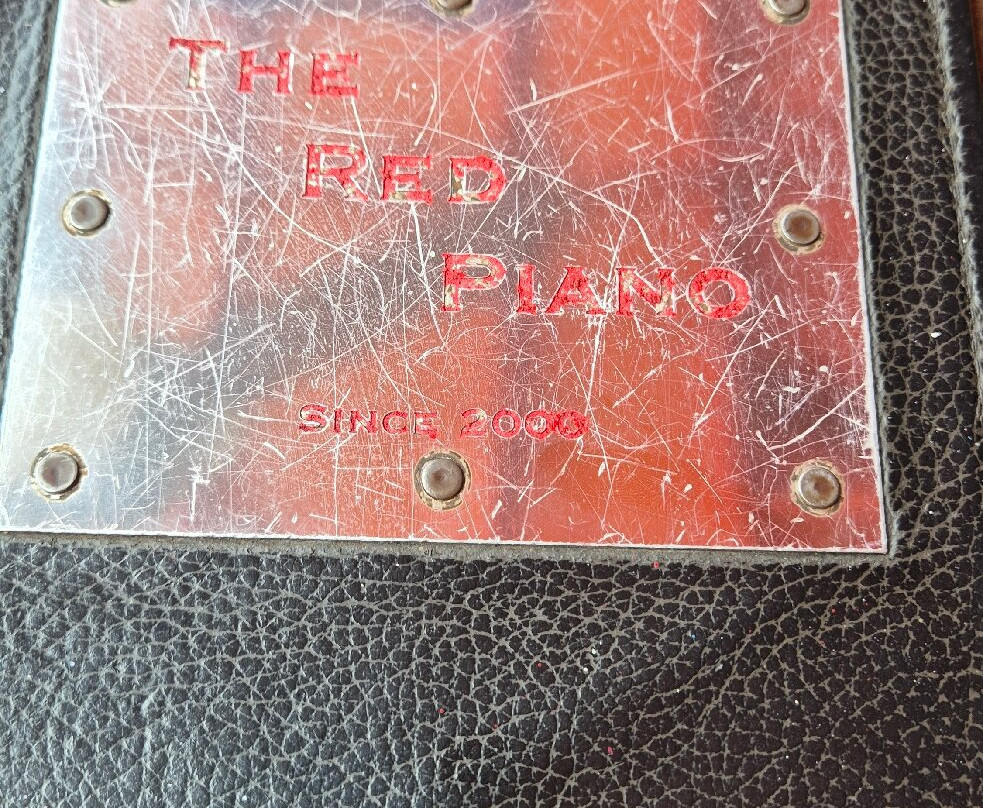 THE
RED
PIANO
SINCE 2000